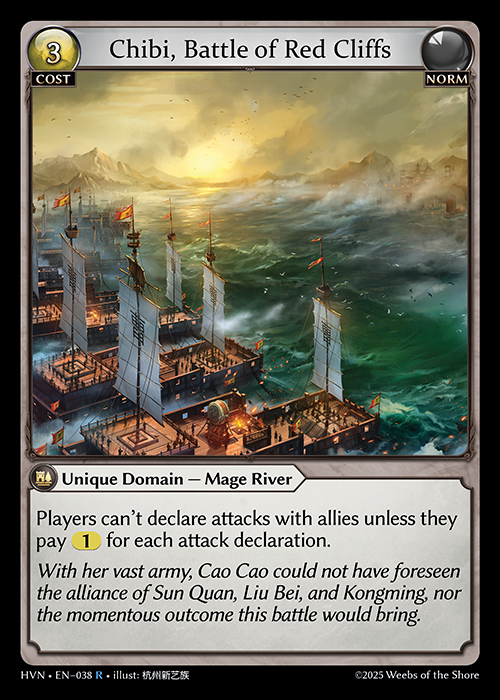 3
Chibi, Battle of Red Cliffs
COST
NORM
Unique Domain — Mage River
Players can't declare attacks with allies unless they
pay 1 for each attack declaration.
With her vast army, Cao Cao could not have foreseen
the alliance of Sun Quan, Liu Bei, and Kongming, nor
the momentous outcome this battle would bring.
HVN • EN–038 R • illust: 杭州新艺族
©2025 Weebs of the Shore